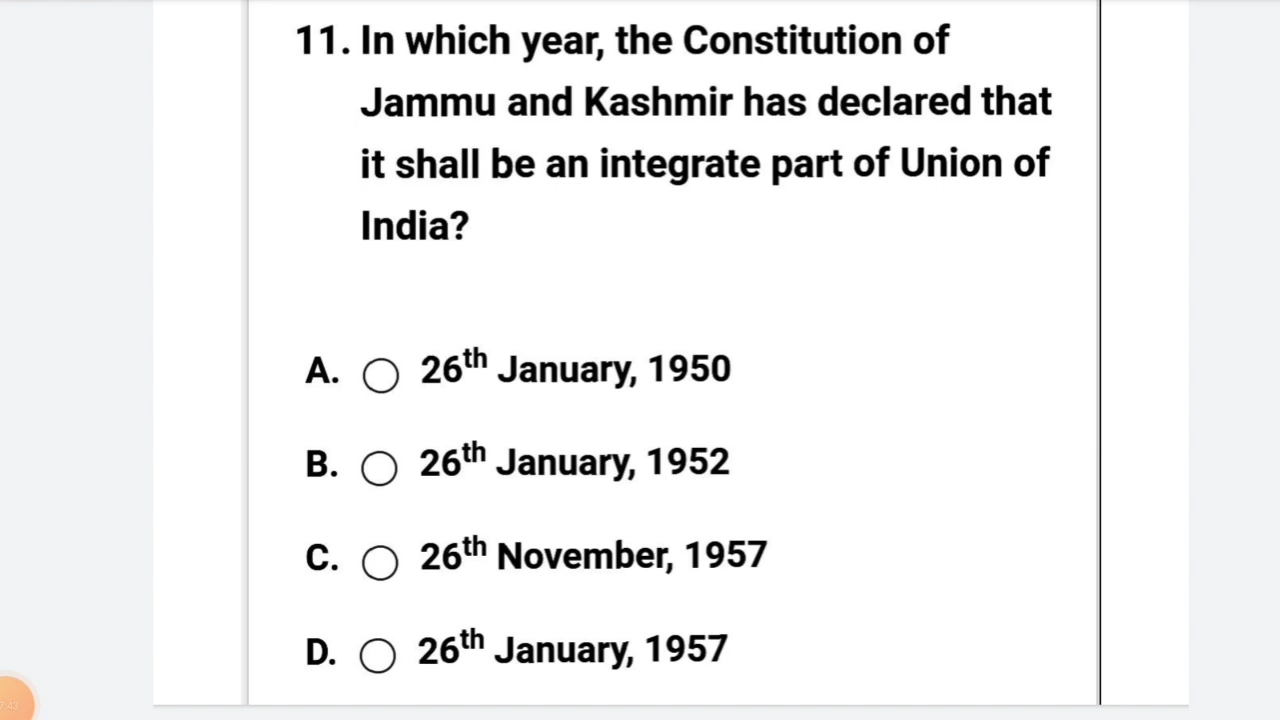 11. In which year, the Constitution of
Jammu and Kashmir has declared that
it shall be an integrate part of Union of
India?
A. 26th January, 1950
B. 26th January, 1952
C. 26th November, 1957
D. 26th January, 1957